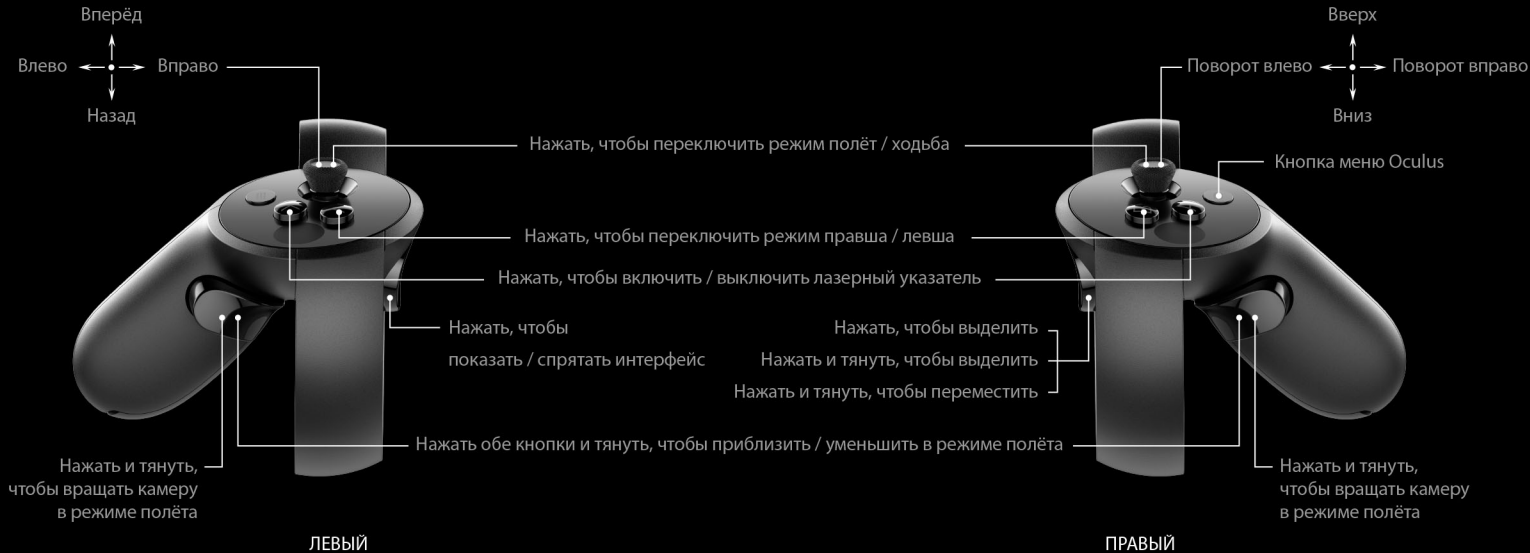 Вперёд
Влево
Вправо
Назад
Вверх
Поворот влево
Поворот вправо
Вниз
Нажать, чтобы переключить режим полёт / ходьба
Кнопка меню Oculus
Нажать, чтобы переключить режим правша / левша
Нажать, чтобы включить / выключить лазерный указатель
Нажать, чтобы
показать / спрятать интерфейс
Нажать, чтобы выделить
Нажать и тянуть, чтобы выделить
Нажать и тянуть, чтобы переместить
Нажать обе кнопки и тянуть, чтобы приблизить / уменьшить в режиме полёта
Нажать и тянуть,
чтобы вращать камеру
в режиме полёта
Нажать и тянуть,
чтобы вращать камеру
в режиме полёта
ЛЕВЫЙ
ПРАВЫЙ